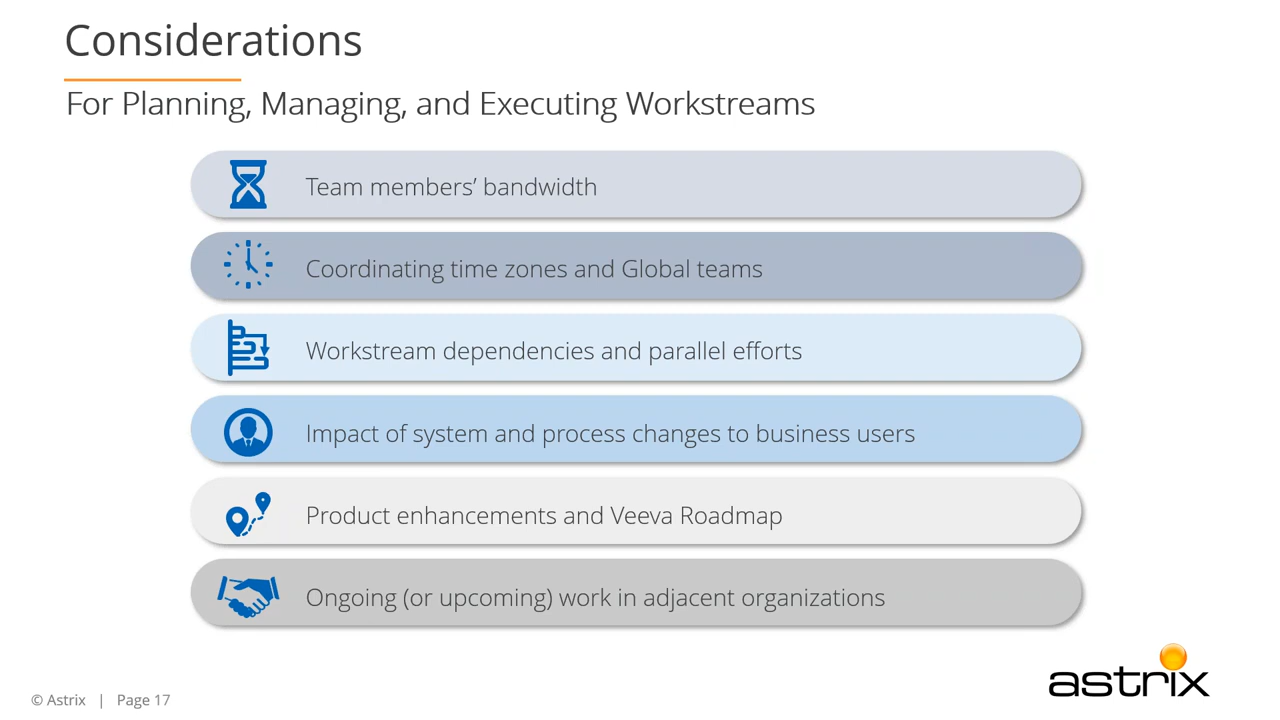 Considerations
For Planning, Managing, and Executing Workstreams
Team members’ bandwidth
Coordinating time zones and Global teams
Workstream dependencies and parallel efforts
Impact of system and process changes to business users
Product enhancements and Veeva Roadmap
Ongoing (or upcoming) work in adjacent organizations
© Astrix | Page 17
astrix